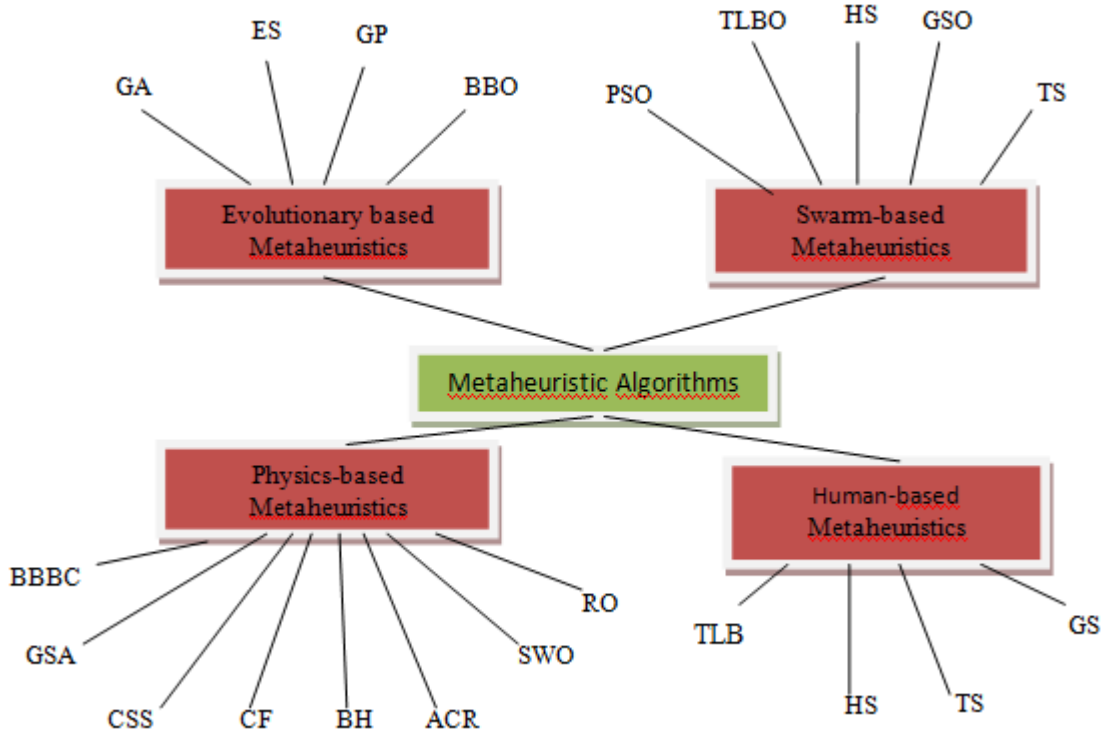 ES
GP
GA
BBO
TLBO
HS
GSO
PSO
TS
Evolutionary based
Metaheuristics
Swarm-based
Metaheuristics
Metaheuristic Algorithms
Physics-based
Metaheuristics
Human-based
Metaheuristics
BBBC
GSA
CSS
CF
BH
ACR
SWO
RO
TLB
HS
TS
GS